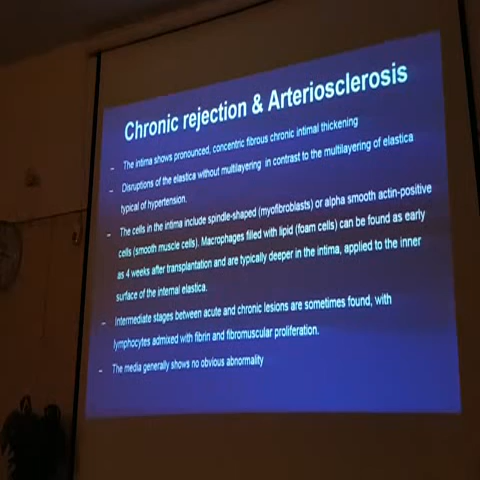 Chronic rejection & Arteriosclerosis
– The intima shows pronounced, concentric fibrous chronic intimal thickening
– Disruptions of the elastica without multilayering in contrast to the multilayering of elastica
typical of hypertension.
– The cells in the intima include spindle-shaped (myofibroblasts) or alpha smooth actin-positive
cells (smooth muscle cells). Macrophages filled with lipid (foam cells) can be found as early
as 4 weeks after transplantation and are typically deeper in the intima, applied to the inner
surface of the internal elastica.
– Intermediate stages between acute and chronic lesions are sometimes found, with
lymphocytes admixed with fibrin and fibromuscular proliferation.
– The media generally shows no obvious abnormality